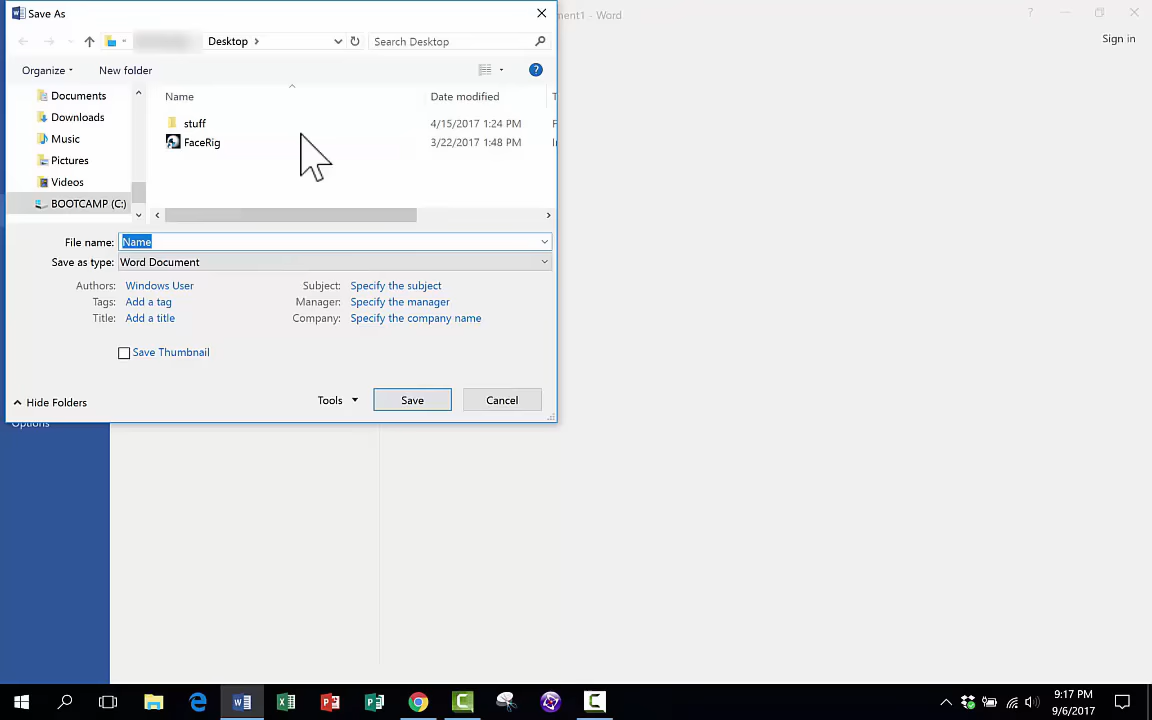 Save As
ment1 - Word
?
Sign in
Desktop
Search Desktop
Organize
New folder
?
Documents
Downloads
Music
Pictures
Videos
BOOTCAMP (C:)
Name
Date modified
stuff
4/15/2017 1:24 PM
FaceRig
3/22/2017 1:48 PM
File name: Name
Save as type: Word Document
Authors: Windows User
Subject: Specify the subject
Tags: Add a tag
Manager: Specify the manager
Title: Add a title
Company: Specify the company name
Save Thumbnail
Hide Folders
Tools
Save
Cancel
Options
9:17 PM
9/6/2017